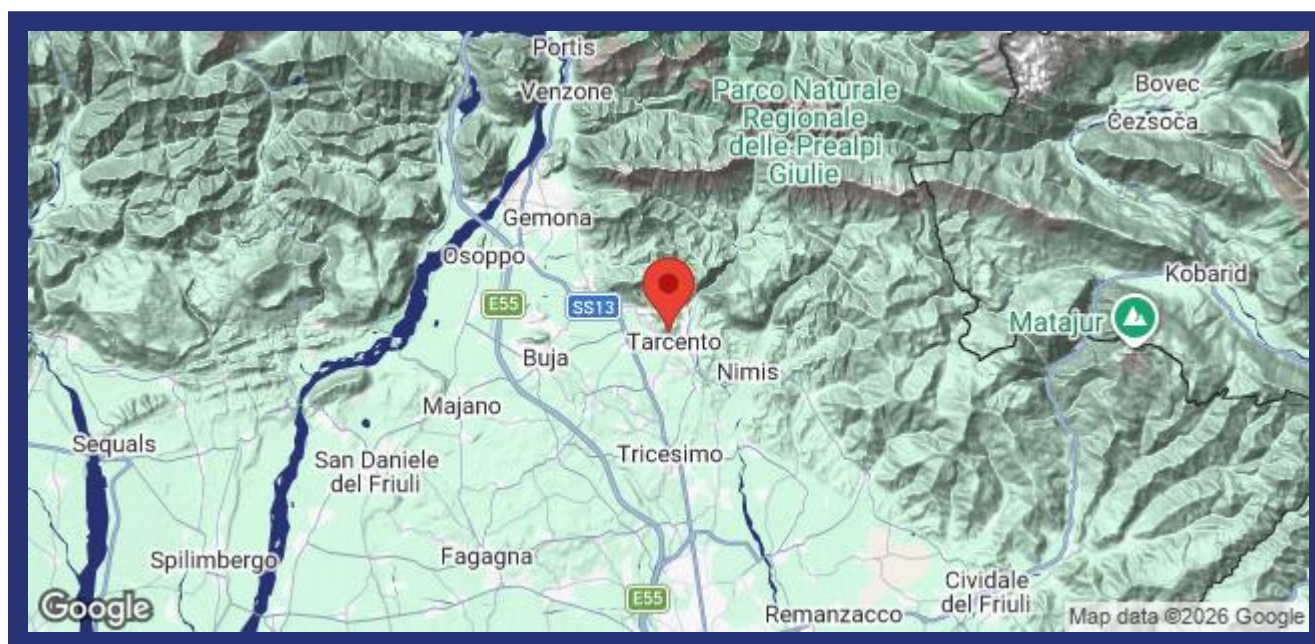 Portis
Venzone
Bovec
Čezsoča
Parco Naturale
Regionale
delle Prealpi
Giulie
Gemona
Osoppo
Kobarid
E55
SS13
Matajur
Tarcento
Buja
Nimis
Majano
Sequals
San Daniele
del Friuli
Tricesimo
Spilimbergo
Fagagna
Cividale
del Friuli
E55
Remanzacco
Google
Map data ©2026 Google